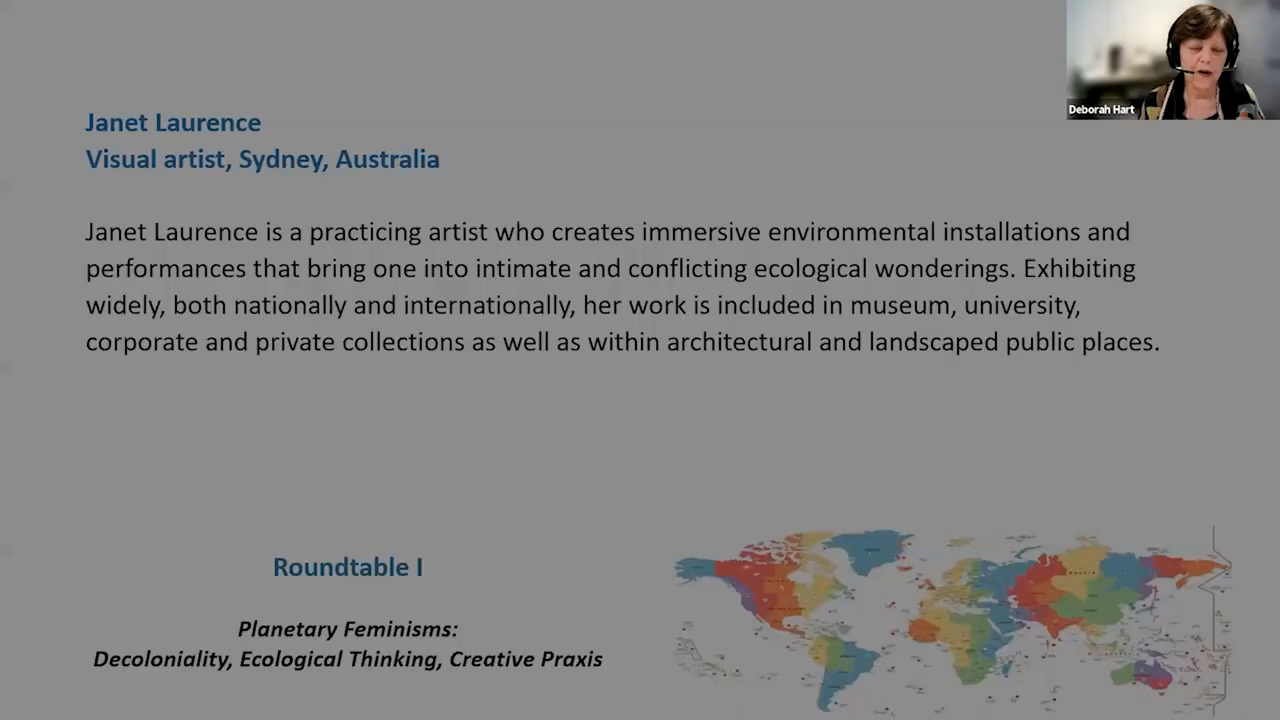 Deborah Hart
Janet Laurence
Visual artist, Sydney, Australia
Janet Laurence is a practicing artist who creates immersive environmental installations and
performances that bring one into intimate and conflicting ecological wonderings. Exhibiting
widely, both nationally and internationally, her work is included in museum, university,
corporate and private collections as well as within architectural and landscaped public places.
Roundtable I
Planetary Feminisms:
Decoloniality, Ecological Thinking, Creative Praxis